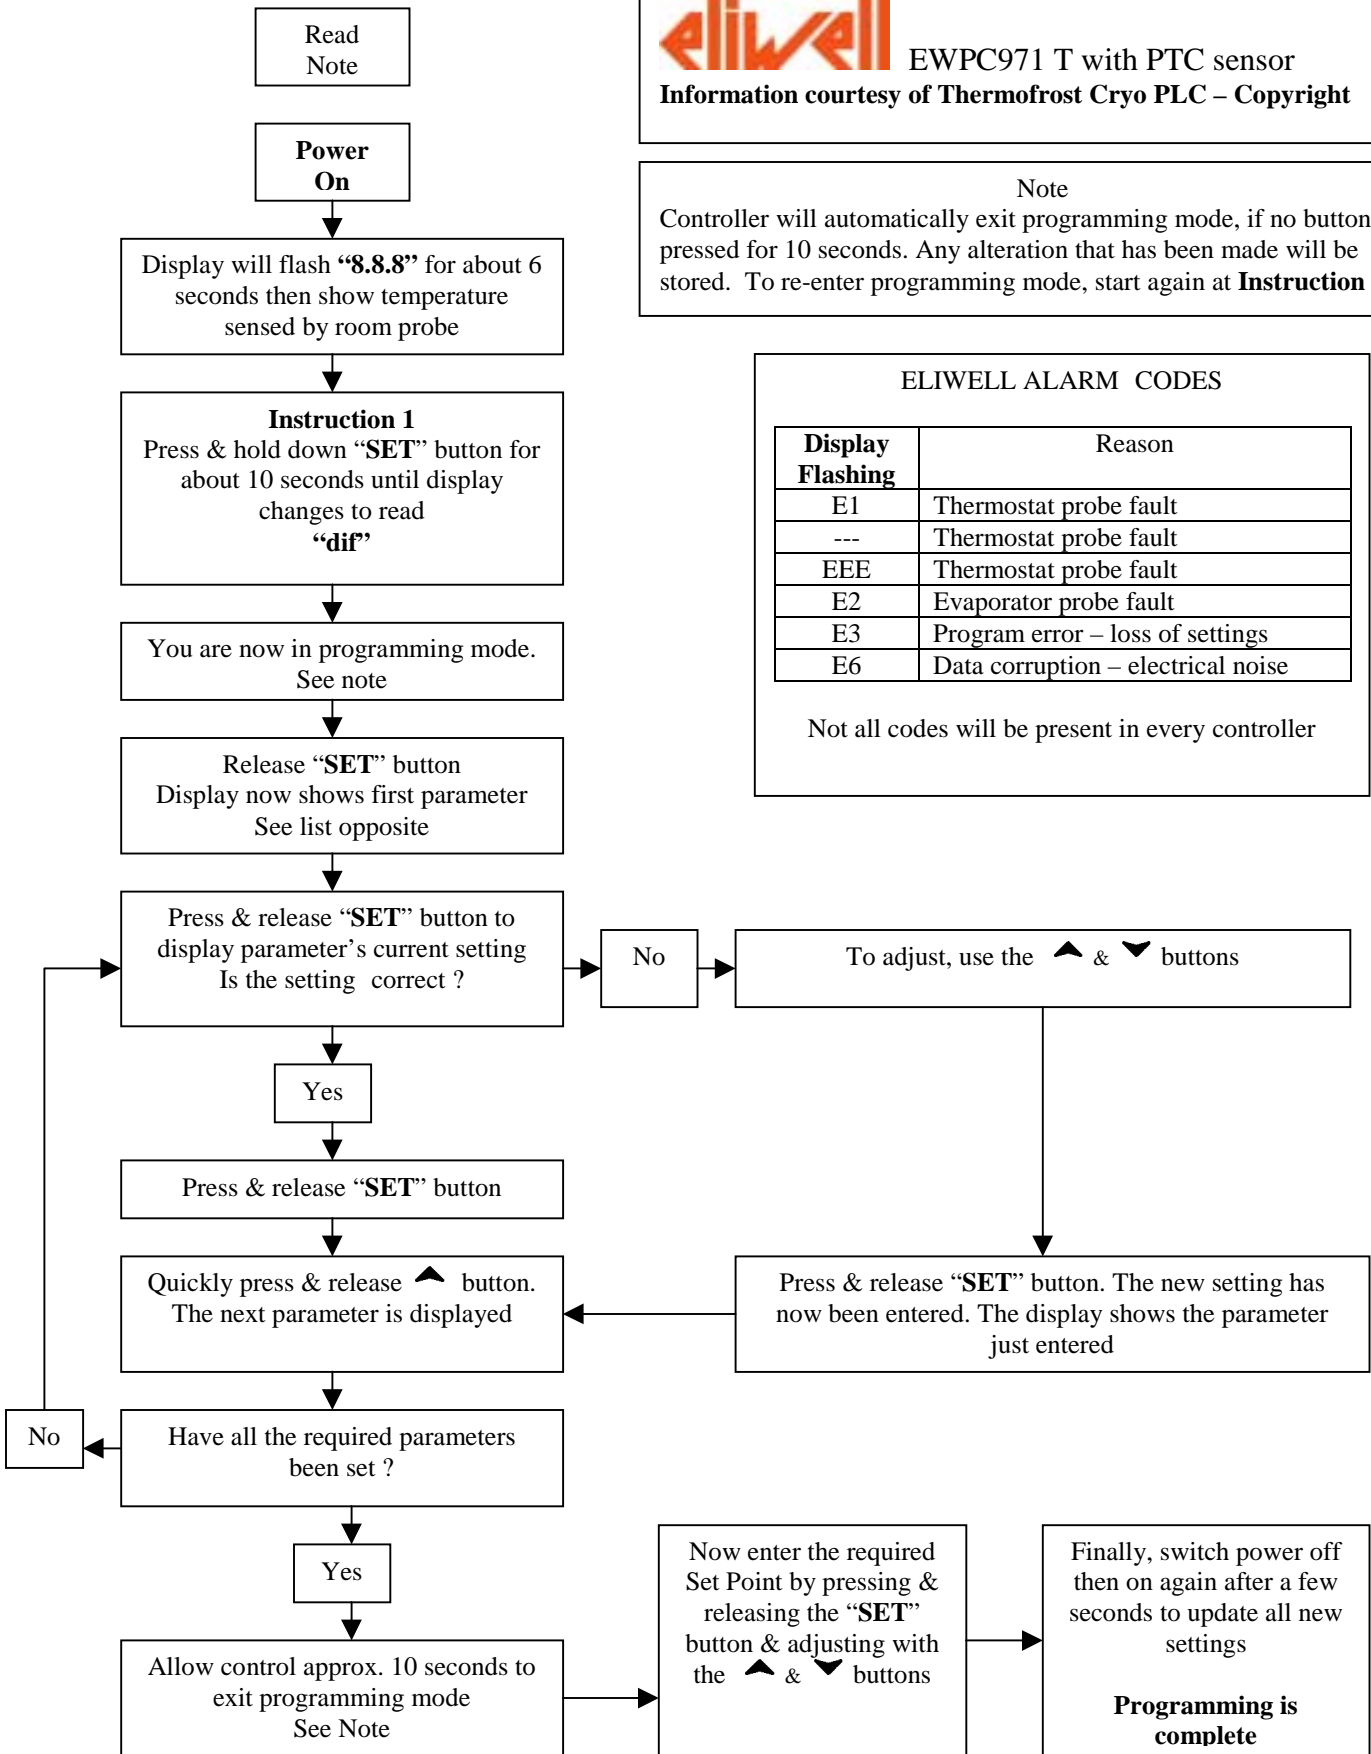 Read
Note
eliwell EWPC971 T with PTC sensor
Information courtesy of Thermofrost Cryo PLC – Copyright
Power
On
Note
Controller will automatically exit programming mode, if no button
pressed for 10 seconds. Any alteration that has been made will be
stored. To re-enter programming mode, start again at Instruction
Display will flash “8.8.8” for about 6
seconds then show temperature
sensed by room probe
Instruction 1
Press & hold down “SET” button for
about 10 seconds until display
changes to read
“dif”
ELIWELL ALARM CODES
Display Reason
Flashing
E1 Thermostat probe fault
--- Thermostat probe fault
EEE Thermostat probe fault
E2 Evaporator probe fault
E3 Program error – loss of settings
E6 Data corruption – electrical noise
Not all codes will be present in every controller
You are now in programming mode.
See note
Release “SET” button
Display now shows first parameter
See list opposite
Press & release “SET” button to
display parameter’s current setting
Is the setting correct ?
No
To adjust, use the & buttons
Yes
Press & release “SET” button
Quickly press & release button.
The next parameter is displayed
Press & release “SET” button. The new setting has
now been entered. The display shows the parameter
just entered
No
Have all the required parameters
been set ?
Yes
Allow control approx. 10 seconds to
exit programming mode
See Note
Now enter the required
Set Point by pressing &
releasing the “SET”
button & adjusting with
the & buttons
Finally, switch power off
then on again after a few
seconds to update all new
settings
Programming is
complete